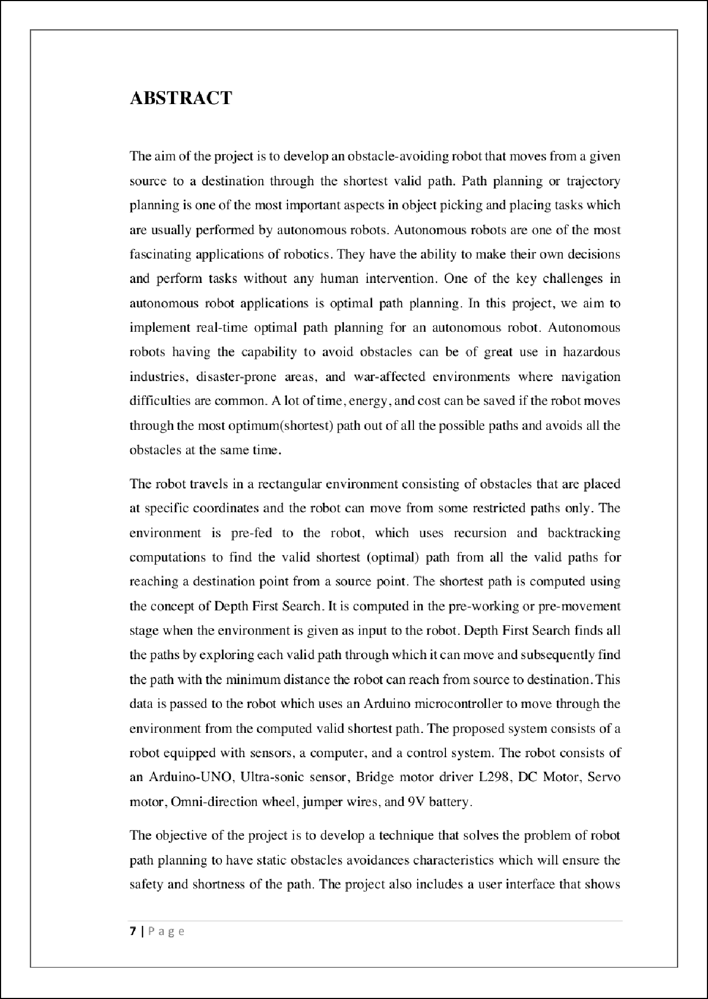 ABSTRACT
The aim of the project is to develop an obstacle-avoiding robot that moves from a given
source to a destination through the shortest valid path. Path planning or trajectory
planning is one of the most important aspects in object picking and placing tasks which
are usually performed by autonomous robots. Autonomous robots are one of the most
fascinating applications of robotics. They have the ability to make their own decisions
and perform tasks without any human intervention. One of the key challenges in
autonomous robot applications is optimal path planning. In this project, we aim to
implement real-time optimal path planning for an autonomous robot. Autonomous
robots having the capability to avoid obstacles can be of great use in hazardous
industries, disaster-prone areas, and war-affected environments where navigation
difficulties are common. A lot of time, energy, and cost can be saved if the robot moves
through the most optimum(shortest) path out of all the possible paths and avoids all the
obstacles at the same time.
The robot travels in a rectangular environment consisting of obstacles that are placed
at specific coordinates and the robot can move from some restricted paths only. The
environment is pre-fed to the robot, which uses recursion and backtracking
computations to find the valid shortest (optimal) path from all the valid paths for
reaching a destination point from a source point. The shortest path is computed using
the concept of Depth First Search. It is computed in the pre-working or pre-movement
stage when the environment is given as input to the robot. Depth First Search finds all
the paths by exploring each valid path through which it can move and subsequently find
the path with the minimum distance the robot can reach from source to destination. This
data is passed to the robot which uses an Arduino microcontroller to move through the
environment from the computed valid shortest path. The proposed system consists of a
robot equipped with sensors, a computer, and a control system. The robot consists of
an Arduino-UNO, Ultra-sonic sensor, Bridge motor driver L298, DC Motor, Servo
motor, Omni-direction wheel, jumper wires, and 9V battery.
The objective of the project is to develop a technique that solves the problem of robot
path planning to have static obstacles avoidances characteristics which will ensure the
safety and shortness of the path. The project also includes a user interface that shows
7 | P a g e